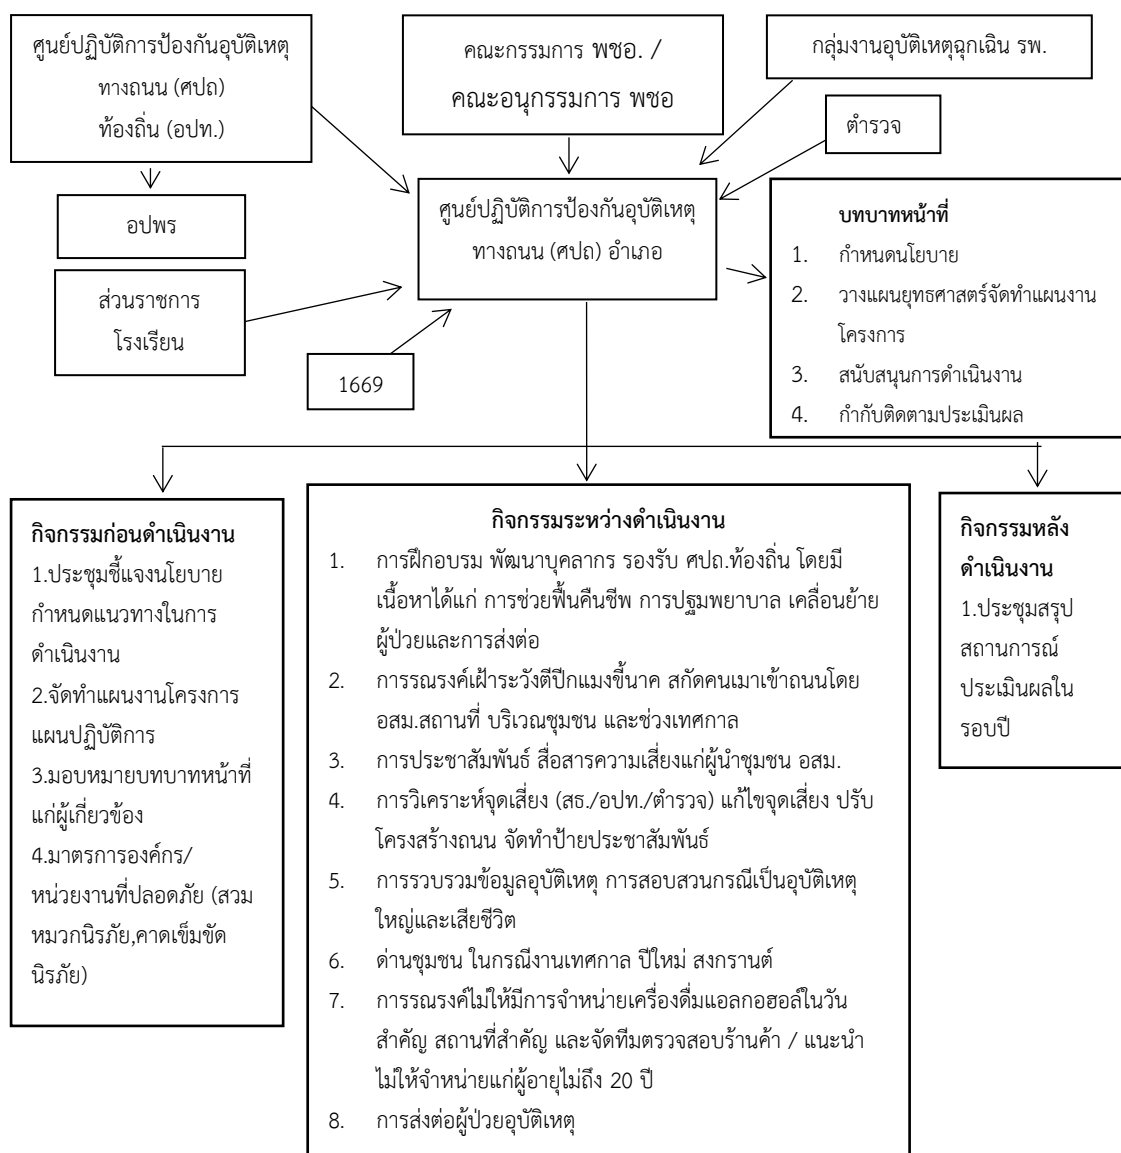 ศูนย์ปฏิบัติการป้องกันอุบัติเหตุ
ทางถนน (ศปถ)
ท้องถิ่น (อปท.)
คณะกรรมการ พชอ. /
คณะอนุกรรมการ พชอ
กลุ่มงานอุบัติเหตุฉุกเฉิน รพ.
ตำรวจ
อปพร
ศูนย์ปฏิบัติการป้องกันอุบัติเหตุ
ทางถนน (ศปถ) อำเภอ
ส่วนราชการ
โรงเรียน
1669
บทบาทหน้าที่
1. กำหนดนโยบาย
2. วางแผนยุทธศาสตร์จัดทำแผนงาน
โครงการ
3. สนับสนุนการดำเนินงาน
4. กำกับติดตามประเมินผล
กิจกรรมก่อนดำเนินงาน
1.ประชุมชี้แจงนโยบาย
กำหนดแนวทางในการ
ดำเนินงาน
2.จัดทำแผนงานโครงการ
แผนปฏิบัติการ
3.มอบหมายบทบาทหน้าที่
แก่ผู้เกี่ยวข้อง
4.มาตรการองค์กร/
หน่วยงานที่ปลอดภัย (สวม
หมวกนิรภัย,คาดเข็มขัด
นิรภัย)
กิจกรรมระหว่างดำเนินงาน
1. การฝึกอบรม พัฒนาบุคลากร รองรับ ศปถ.ท้องถิ่น โดยมี
เนื้อหาได้แก่ การช่วยฟื้นคืนชีพ การปฐมพยาบาล เคลื่อนย้าย
ผู้ป่วยและการส่งต่อ
2. การรณรงค์เฝ้าระวังตีปีกแมงขี้นาค สกัดคนเมาเข้าถนนโดย
อสม.สถานที่ บริเวณชุมชน และช่วงเทศกาล
3. การประชาสัมพันธ์ สื่อสารความเสี่ยงแก่ผู้นำชุมชน อสม.
4. การวิเคราะห์จุดเสี่ยง (สธ./อปท./ตำรวจ) แก้ไขจุดเสี่ยง ปรับ
โครงสร้างถนน จัดทำป้ายประชาสัมพันธ์
5. การรวบรวมข้อมูลอุบัติเหตุ การสอบสวนกรณีเป็นอุบัติเหตุ
ใหญ่และเสียชีวิต
6. ด่านชุมชน ในกรณีงานเทศกาล ปีใหม่ สงกรานต์
7. การรณรงค์ไม่ให้มีการจำหน่ายเครื่องดื่มแอลกอฮอล์ในวัน
สำคัญ สถานที่สำคัญ และจัดทีมตรวจสอบร้านค้า / แนะนำ
ไม่ให้จำหน่ายแก่ผู้อายุไม่ถึง 20 ปี
8. การส่งต่อผู้ป่วยอุบัติเหตุ
กิจกรรมหลัง
ดำเนินงาน
1.ประชุมสรุป
สถานการณ์
ประเมินผลใน
รอบปี